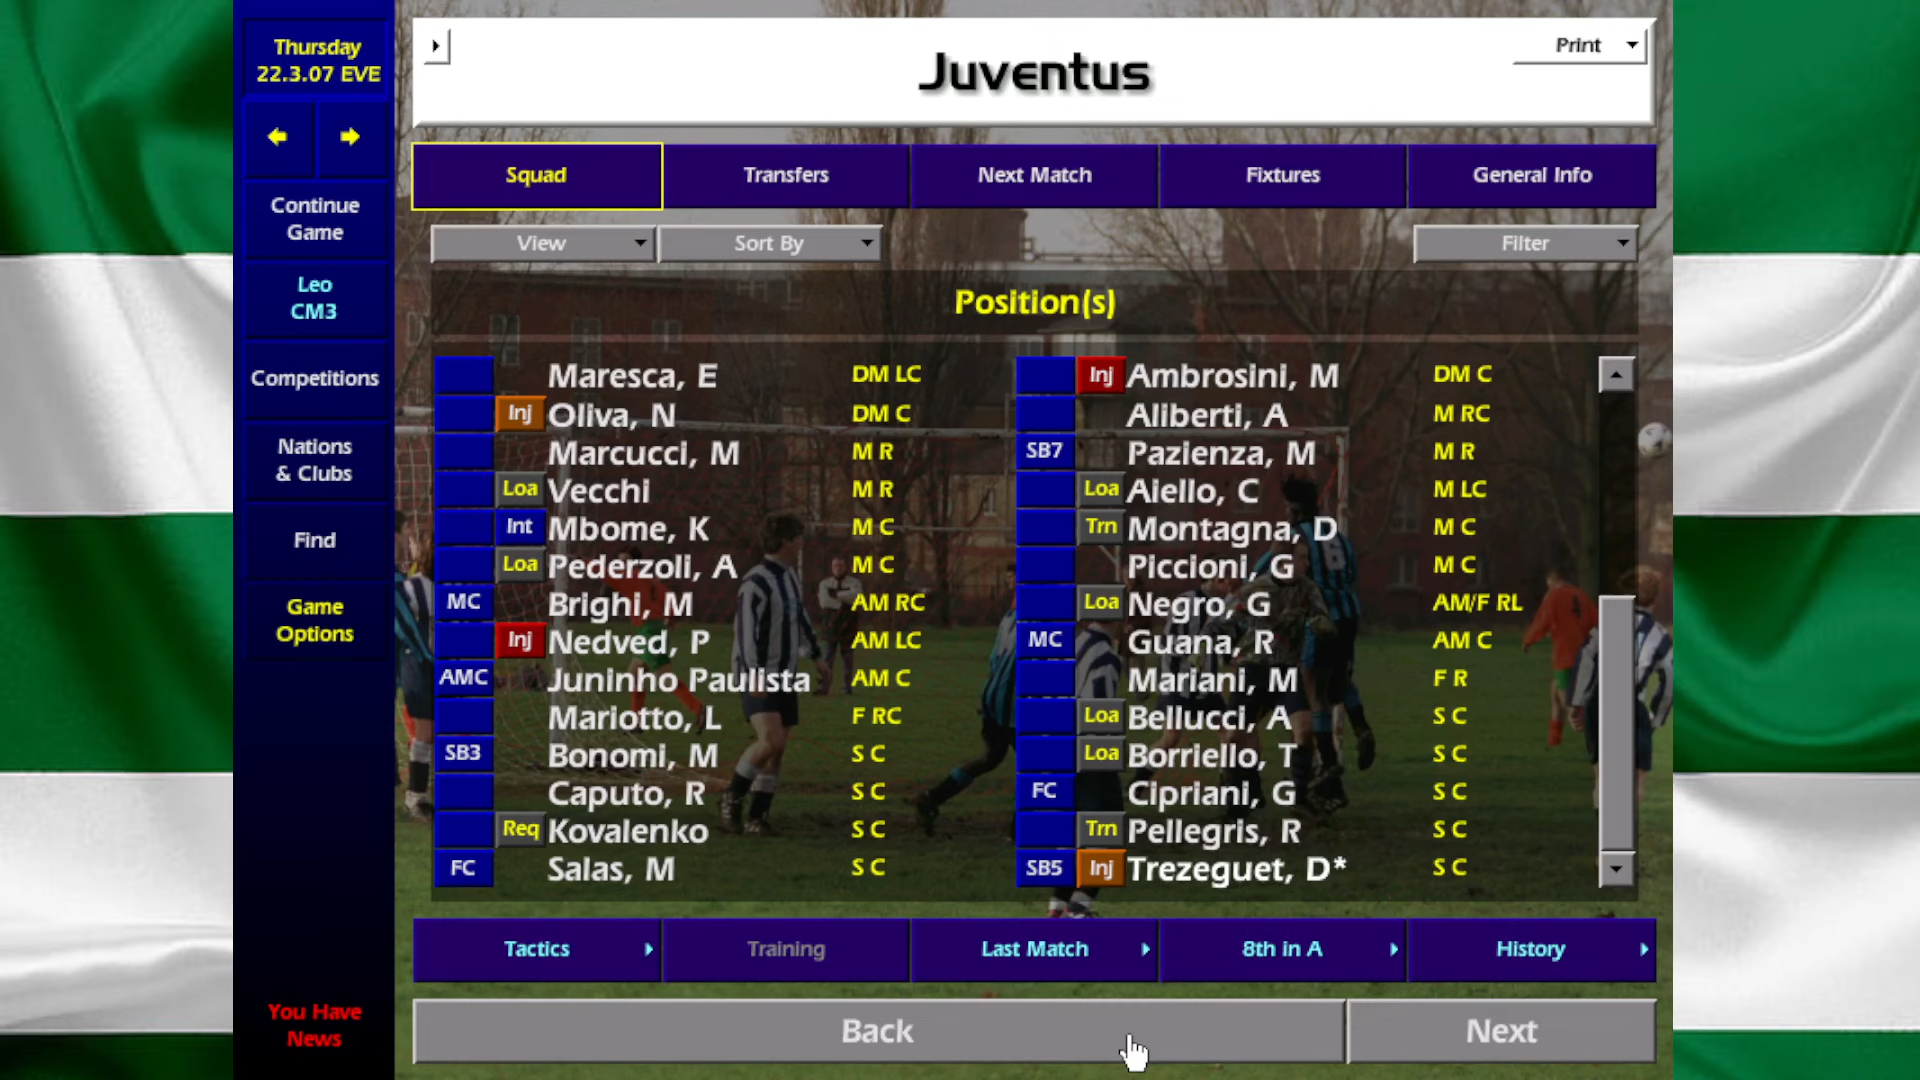 Thursday
22.3.07 EVE
Continue
Game
Leo
CM3
Competitions
Nations
& Clubs
Find
Game
Options
You Have
News
Juventus
Print
Squad Transfers Next Match Fixtures General Info
View Sort By Filter
Position(s)
Maresca, E DM LC Inj Ambrosini, M DM C
Inj Oliva, N DM C Aliberti, A M RC
Marcucci, M M R SB7 Pazienza, M M R
Loa Vecchi M R Loa Aiello, C M LC
Int Mbome, K M C Trn Montagna, D M C
Loa Pederzoli, A M C Piccioni, G M C
MC Brighi, M AM RC Loa Negro, G AM/F RL
Inj Nedved, P AM LC MC Guana, R AM C
AMC Juninho Paulista AM C Mariani, M F R
Mariotto, L F RC Loa Bellucci, A S C
SB3 Bonomi, M S C Loa Borriello, T S C
Caputo, R S C FC Cipriani, G S C
Req Kovalenko S C Trn Pellegris, R S C
FC Salas, M S C SB5 Inj Trezeguet, D* S C
Tactics Training Last Match 8th in A History
Back Next